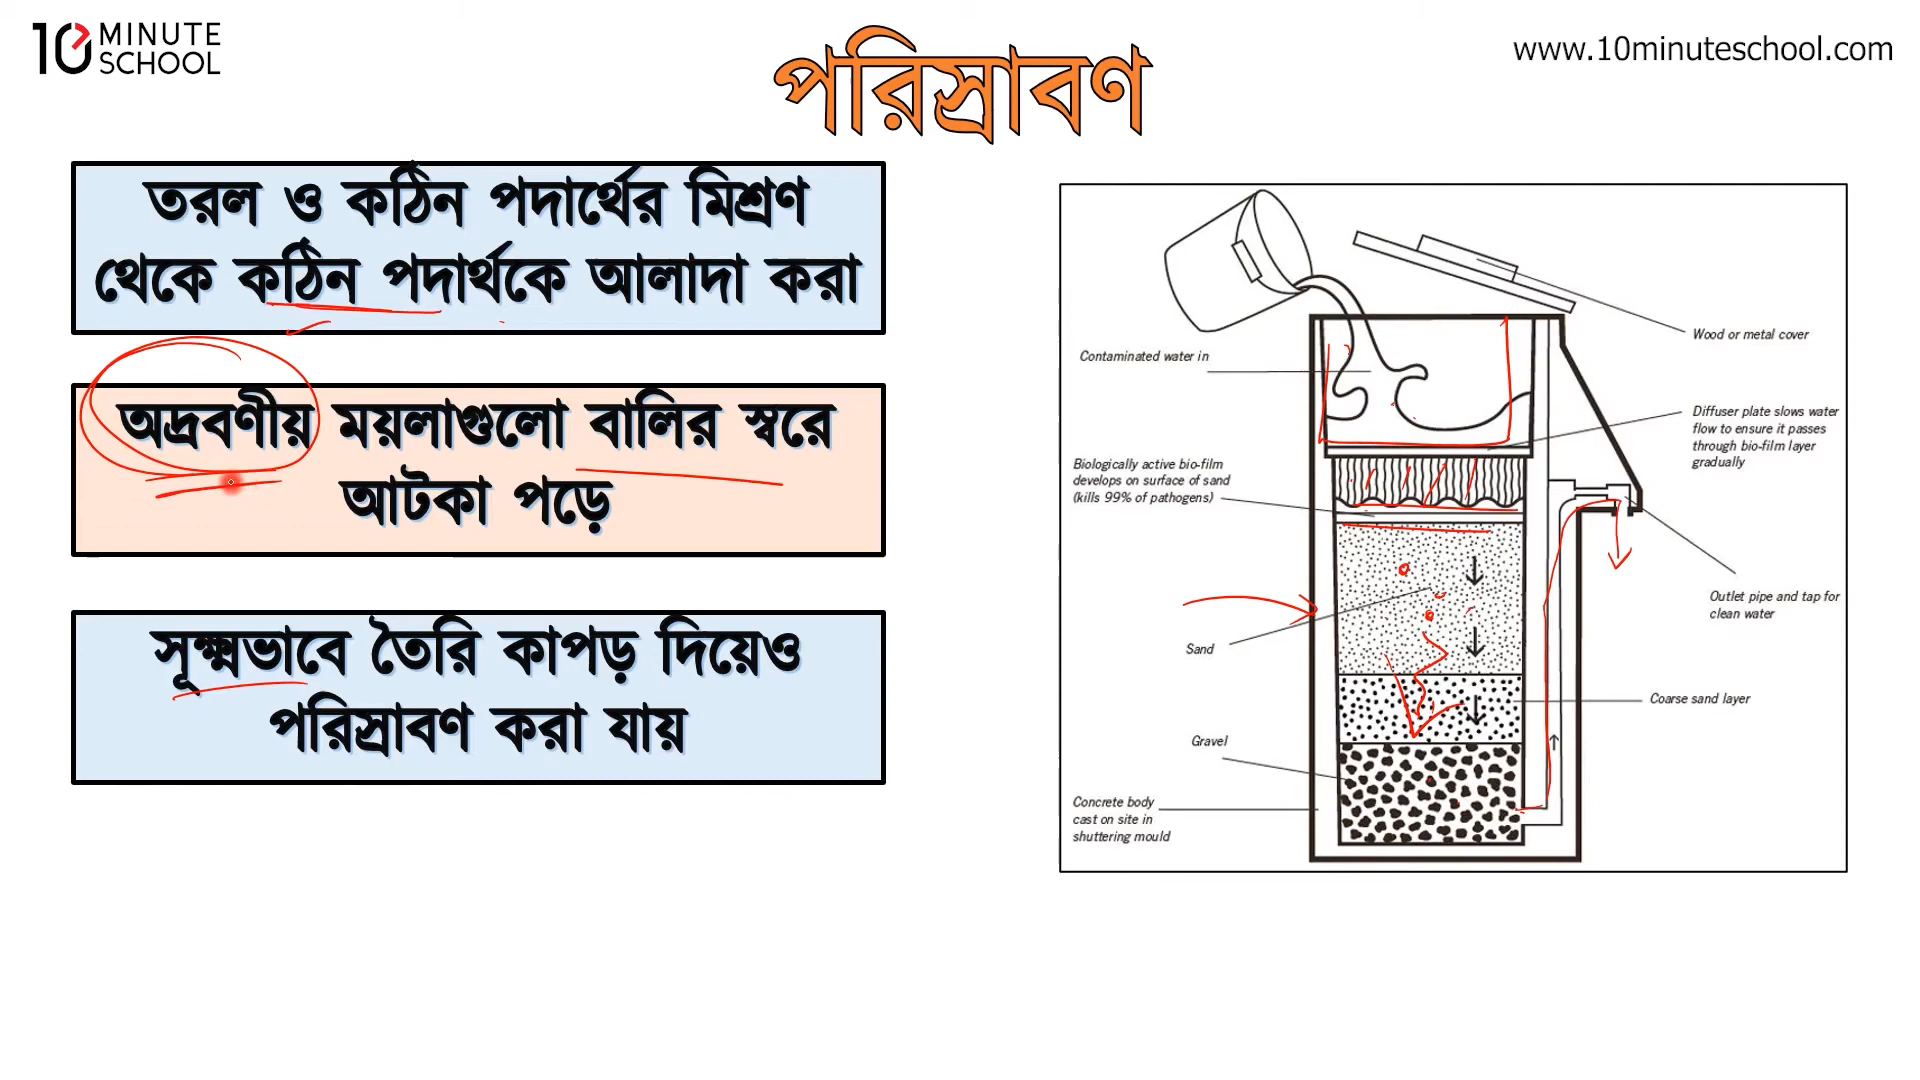 10 MINUTE SCHOOL
www.10minuteschool.com
পরিস্রাবণ
তরল ও কঠিন পদার্থের মিশ্রণ
থেকে কঠিন পদার্থকে আলাদা করা
অদ্রবণীয় ময়লাগুলো বালির স্বরে
আটকা পড়ে
সূক্ষ্মভাবে তৈরি কাপড় দিয়েও
পরিস্রাবণ করা যায়
Wood or metal cover
Contaminated water in
Diffuser plate slows water
flow to ensure it passes
through bio-film layer
gradually
Biologically active bio-film
develops on surface of sand
(kills 99% of pathogens)
Outlet pipe and tap for
clean water
Sand
Coarse sand layer
Gravel
Concrete body
cast on site in
shuttering mould